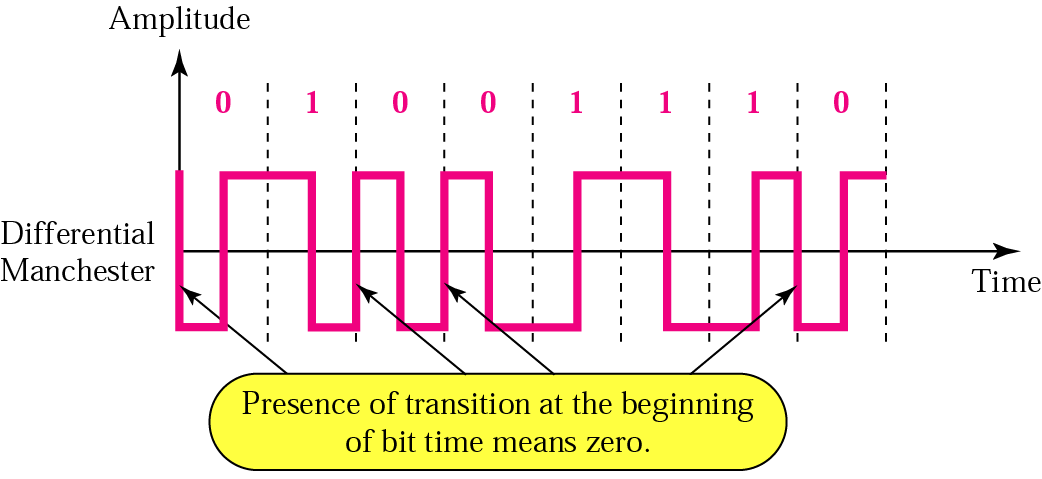 Amplitude
0 1 0 0 1 1 1 0
Differential
Manchester
Time
Presence of transition at the beginning
of bit time means zero.